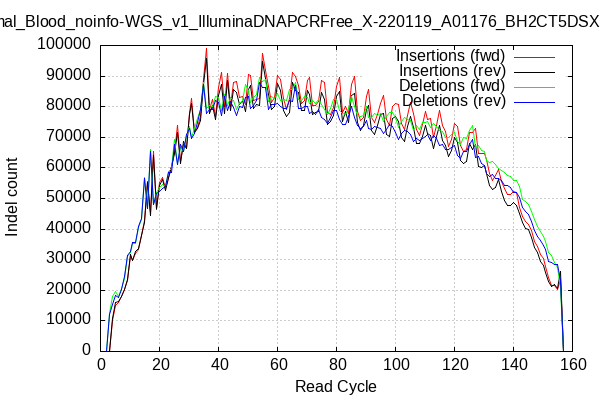 nal_Blood_noinfo-WGS_v1_IlluminaDNAPCRFree_X-220119_A01176_BH2CT5DSX
Insertions (fwd)
Insertions (rev)
Deletions (fwd)
Deletions (rev)
100000
90000
80000
70000
60000
50000
40000
30000
20000
10000
0
Indel count
0 20 40 60 80 100 120 140 160
Read Cycle